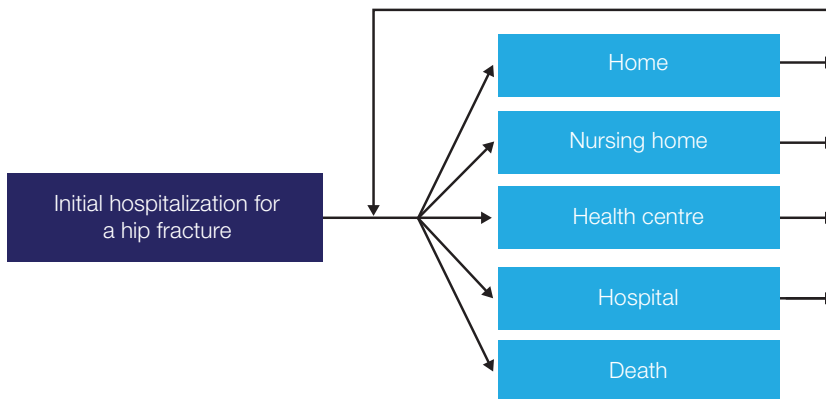 Home
Nursing home
Initial hospitalization for
a hip fracture
Health centre
Hospital
Death